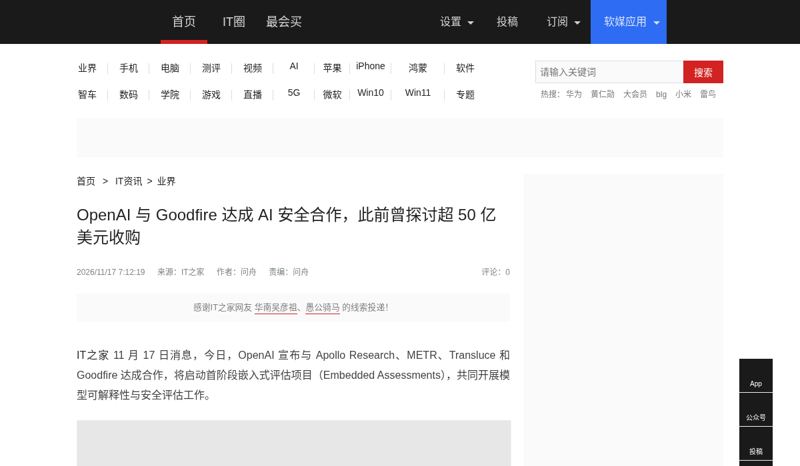 首页 IT圈 最会买 设置 投稿 订阅 软媒应用
业界 手机 电脑 测评 视频 AI 苹果 iPhone 鸿蒙 软件
请输入关键词 搜索
智车 数码 学院 游戏 直播 5G 微软 Win10 Win11 专题
热搜: 华为 黄仁勋 大会员 blg 小米 雷鸟
首页 > IT资讯 > 业界
OpenAI 与 Goodfire 达成 AI 安全合作，此前曾探讨超 50 亿
美元收购
2026/11/17 7:12:19 来源：IT之家 作者：问舟 责编：问舟 评论：0
感谢IT之家网友 华南吴彦祖、愚公骑马 的线索投递！
IT之家 11 月 17 日消息，今日，OpenAI 宣布与 Apollo Research、METR、Transluce 和
Goodfire 达成合作，将启动首阶段嵌入式评估项目（Embedded Assessments），共同开展模
型可解释性与安全评估工作。
App
公众号
投稿